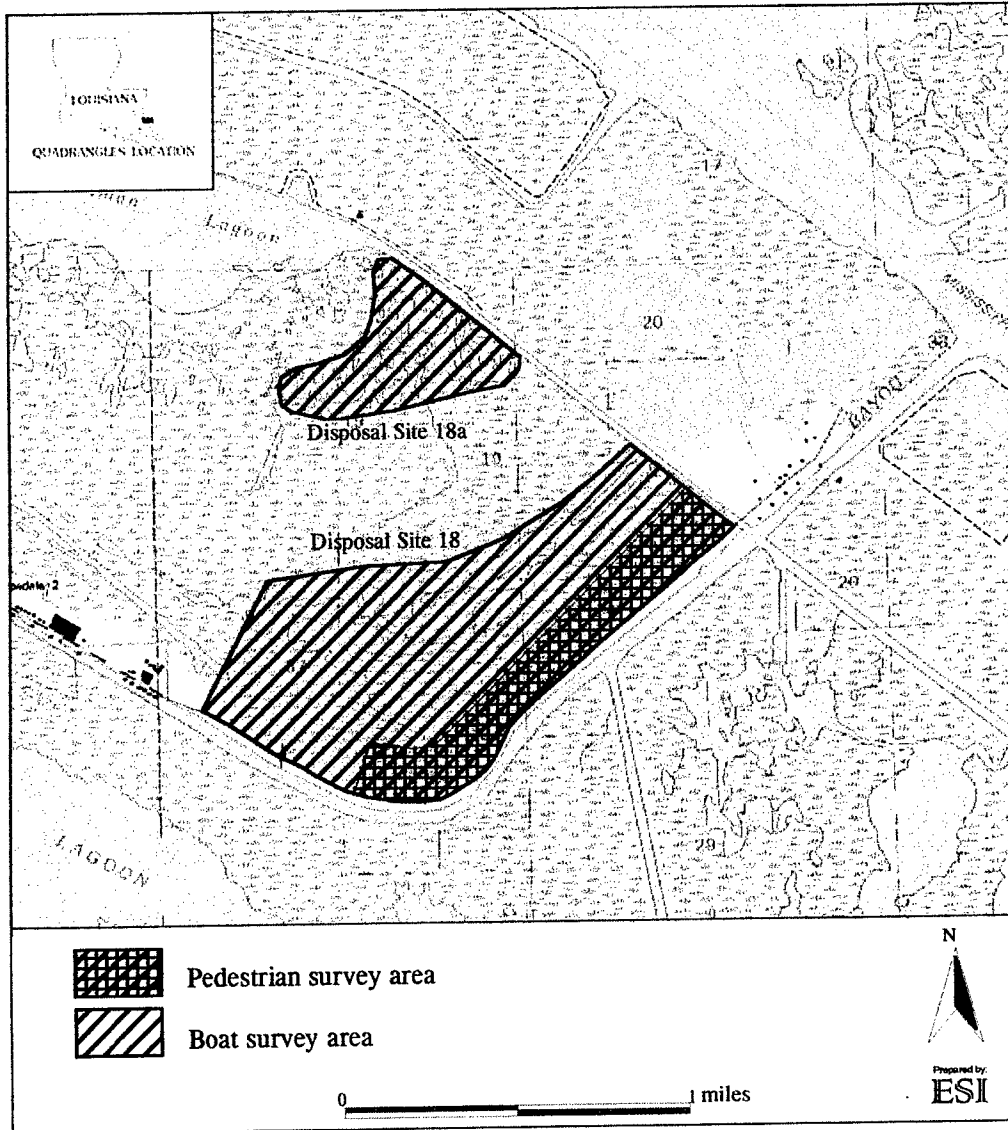 LOUISIANA
QUADRANGLES LOCATION
Lagoon
17
20
BAYOU
Disposal Site 18a
19
Disposal Site 18
20
LAGOON
29
Pedestrian survey area
Boat survey area
N
0
1 miles
Prepared by:
ESI